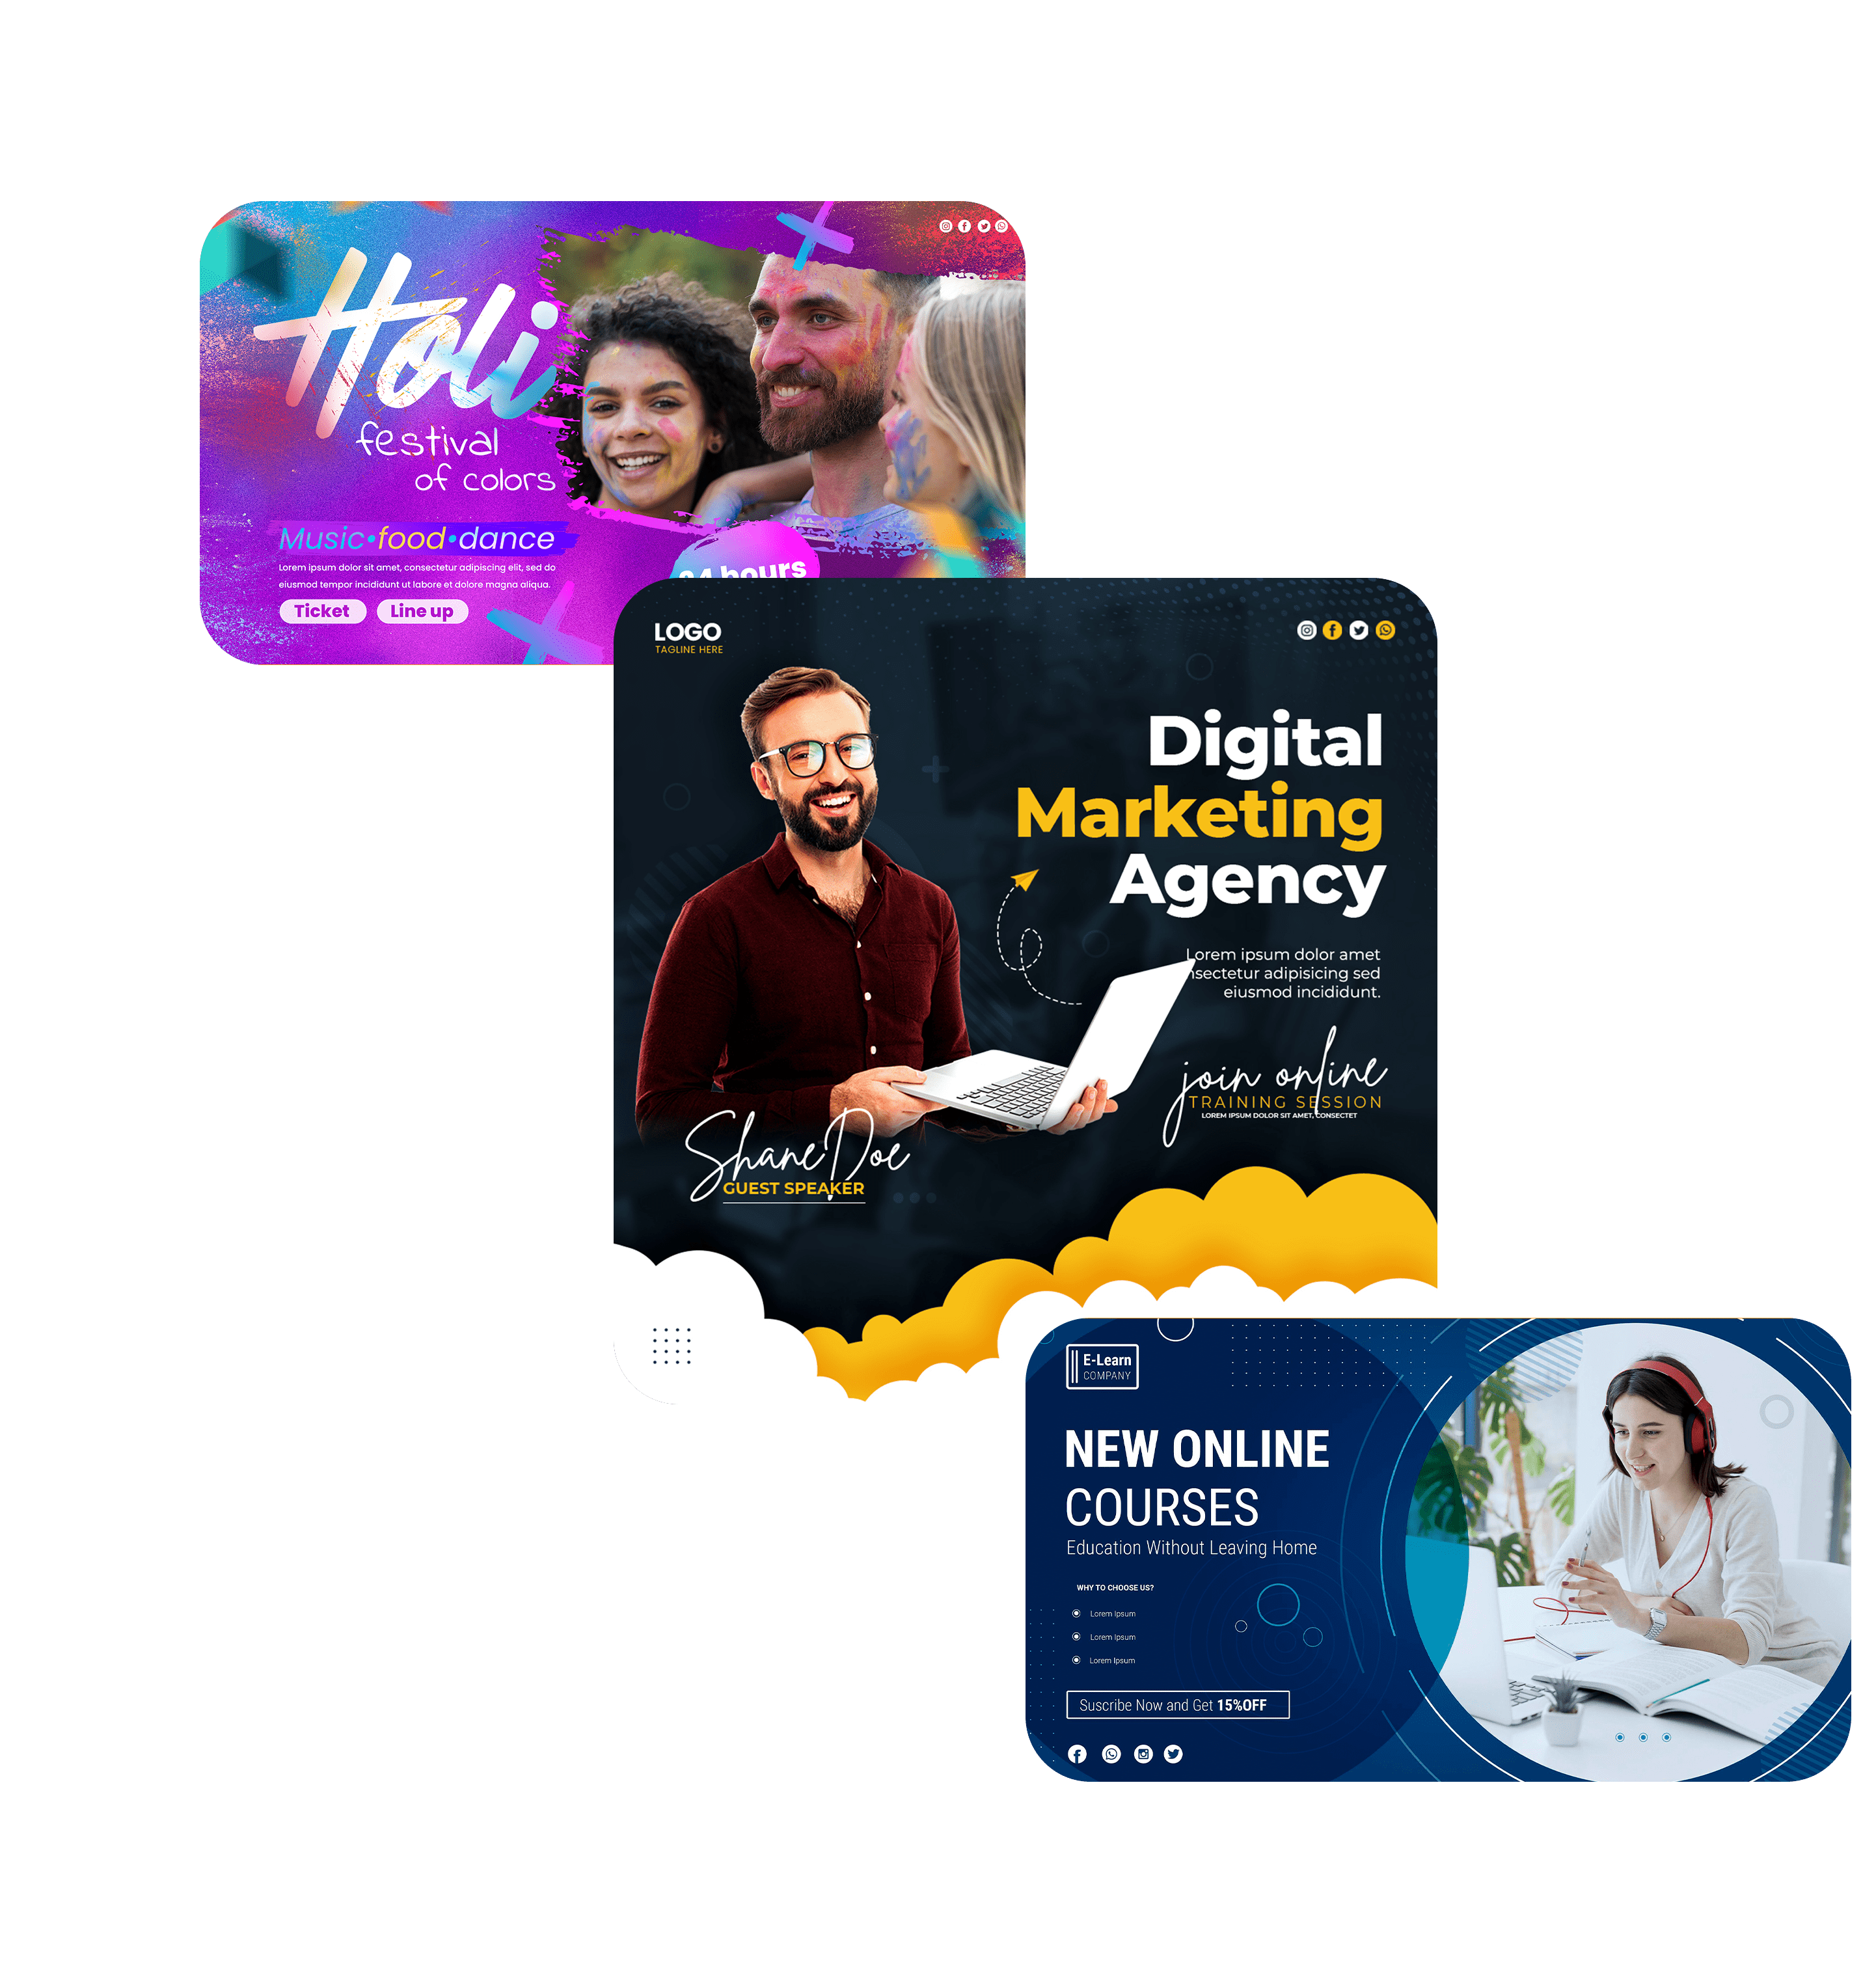 Holi
festival
of colors
Music•food•dance
Lorem ipsum dolor sit amet, consectetur adipiscing elit, sed do
eiusmod tempor incididunt ut labore et dolore magna aliqua.
Ticket Line up
hours
LOGO
TAGLINE HERE
Digital
Marketing
Agency
Lorem ipsum dolor amet
nsectetur adipisicing sed
eiusmod incididunt.
join online
TRAINING SESSION
LOREM IPSUM DOLOR SIT AMET, CONSECTET
Shane Doe
GUEST SPEAKER
E-Learn
COMPANY
NEW ONLINE
COURSES
Education Without Leaving Home
WHY TO CHOOSE US?
Lorem Ipsum
Lorem Ipsum
Lorem Ipsum
Suscribe Now and Get 15%OFF